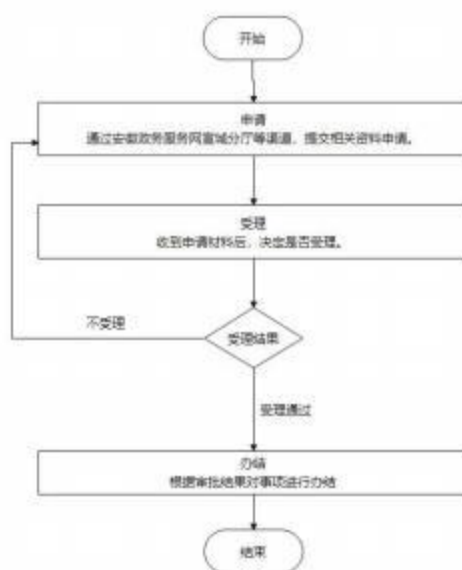 开始
申请
通过安徽政务服务网宣城分厅等渠道，提交相关资料申请。
受理
收到申请材料后，决定是否受理。
不受理
受理结果
受理通过
办结
根据审批结果对事项进行办结
结束